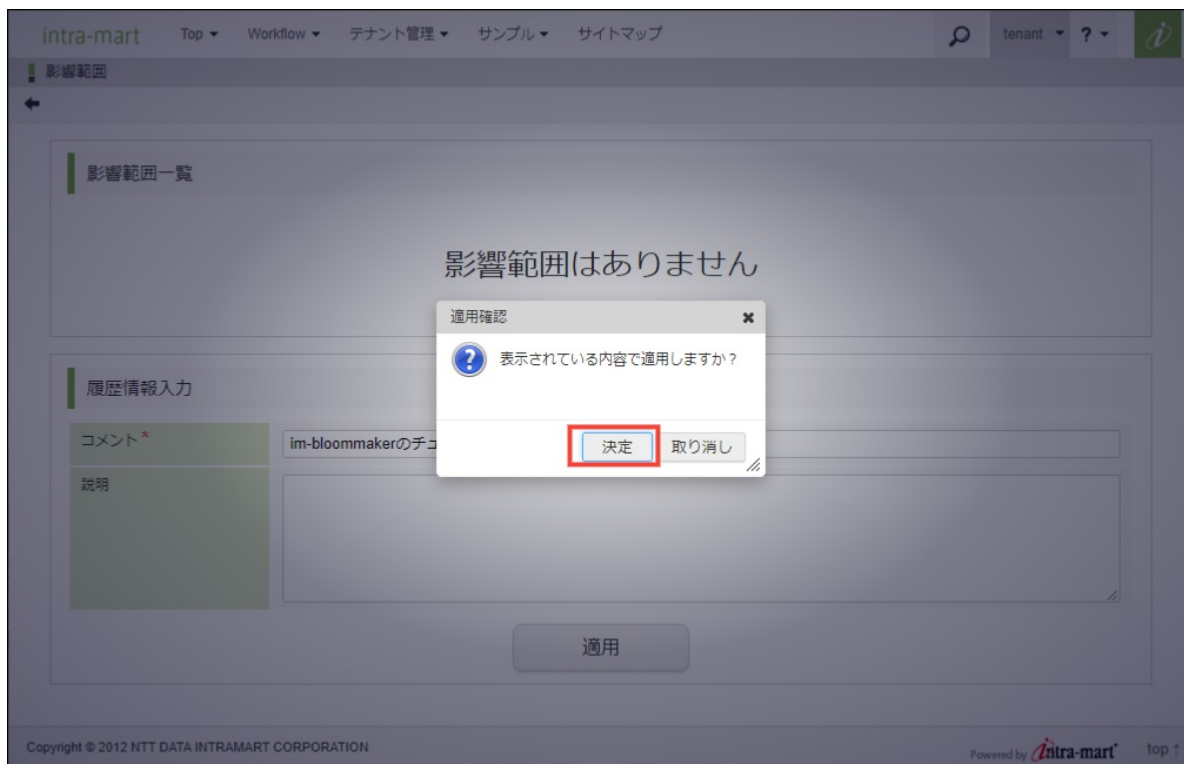 intra-mart Top Workflow テナント管理 サンプル サイトマップ tenant ?
影響範囲
影響範囲一覧
影響範囲はありません
適用確認
表示されている内容で適用しますか?
決定 取り消し
履歴情報入力
コメント*
im-bloommakerのチュ
説明
適用
Copyright © 2012 NTT DATA INTRAMART CORPORATION
Powered by intra-mart top ↑